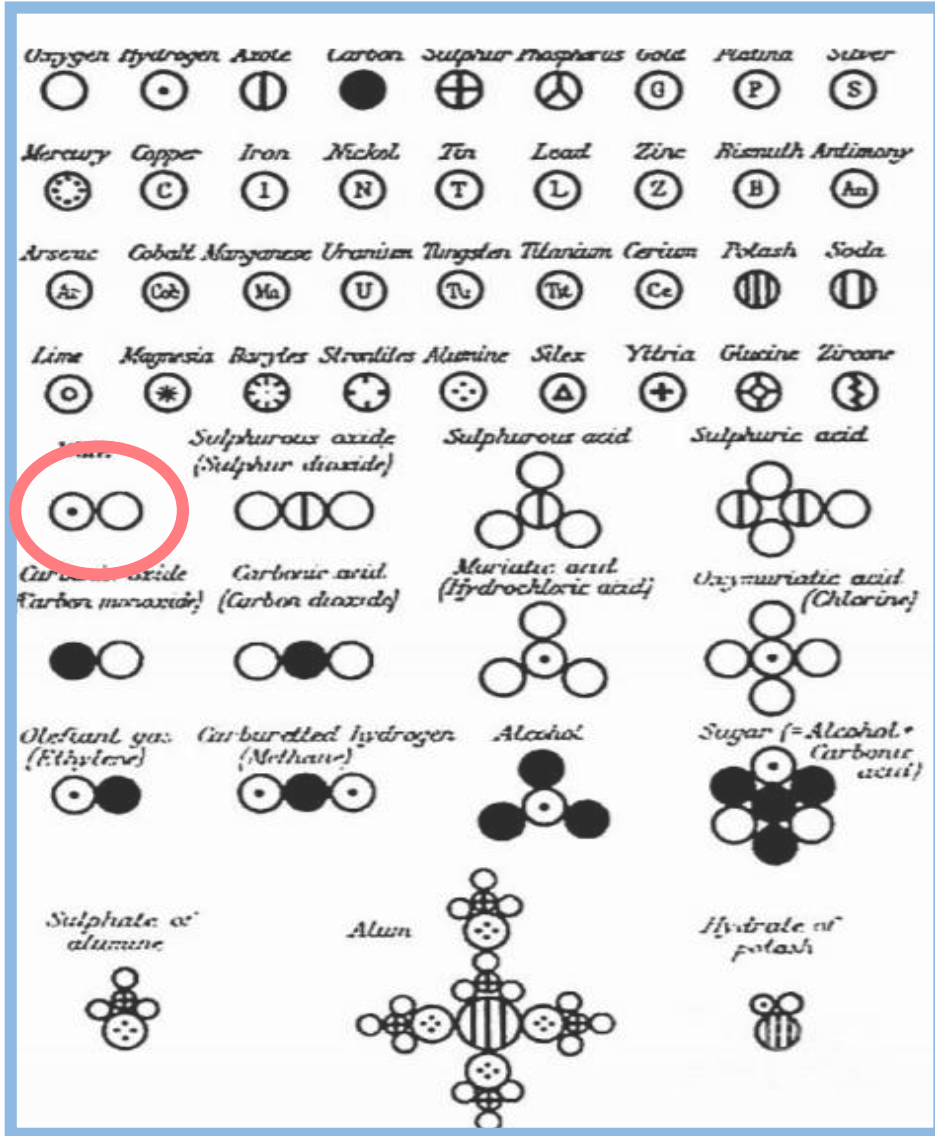 Oxygen Hydrogen Azote Carbon Sulphur Phosphorus Gold Platina Silver
G P S
Mercury Copper Iron Nickel Tin Lead Zinc Bismuth Antimony
C I N T L Z B An
Arsenic Cobalt Manganese Uranium Tungsten Titanium Cerium Potash Soda
Ar Cob Ma U Tu Tit Ce
Lime Magnesia Barytes Strontites Alumine Silex Yttria Glucine Zircone
Sulphurous oxide
(Sulphur dioxide)
Sulphurous acid
Sulphuric acid
Carbonic oxide
(Carbon monoxide)
Carbonic acid
(Carbon dioxide)
Muriatic acid
(Hydrochloric acid)
Oxymuriatic acid
(Chlorine)
Olefiant gas
(Ethylene)
Carburetted hydrogen
(Methane)
Alcohol
Sugar (=Alcohol+
Carbonic
acid)
Sulphate of
alumine
Alum
Hydrate of
potash